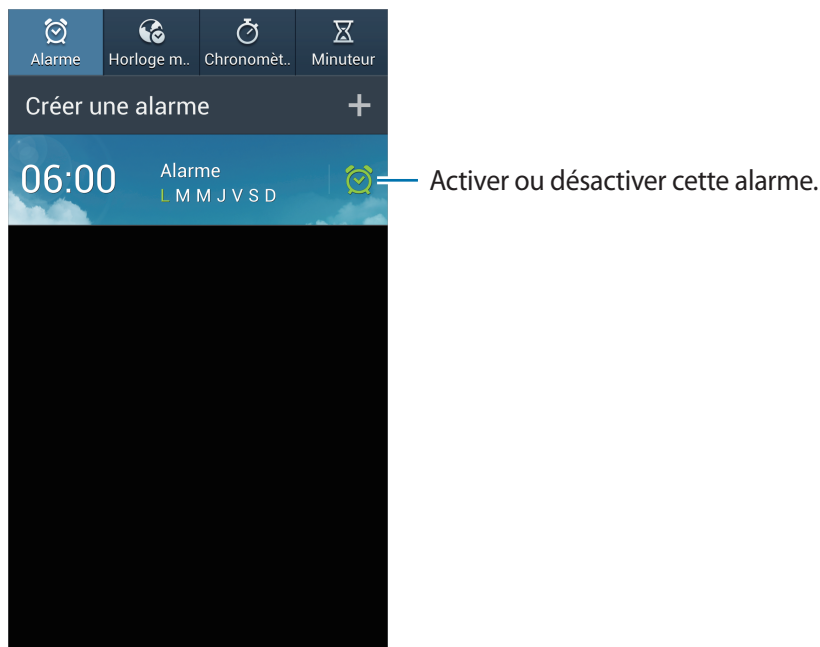 Alarme Horloge m.. Chronomèt.. Minuteur
Créer une alarme
06:00 Alarme
L M M J V S D
Activer ou désactiver cette alarme.